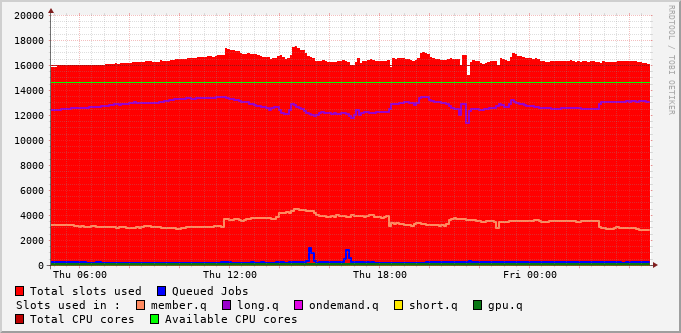 20000
18000
16000
14000
12000
10000
8000
6000
4000
2000
0
Thu 06:00 Thu 12:00 Thu 18:00 Fri 00:00
RRDTOOL / TOBI OETIKER
Total slots used Queued Jobs
Slots used in : member.q long.q ondemand.q short.q gpu.q
Total CPU cores Available CPU cores